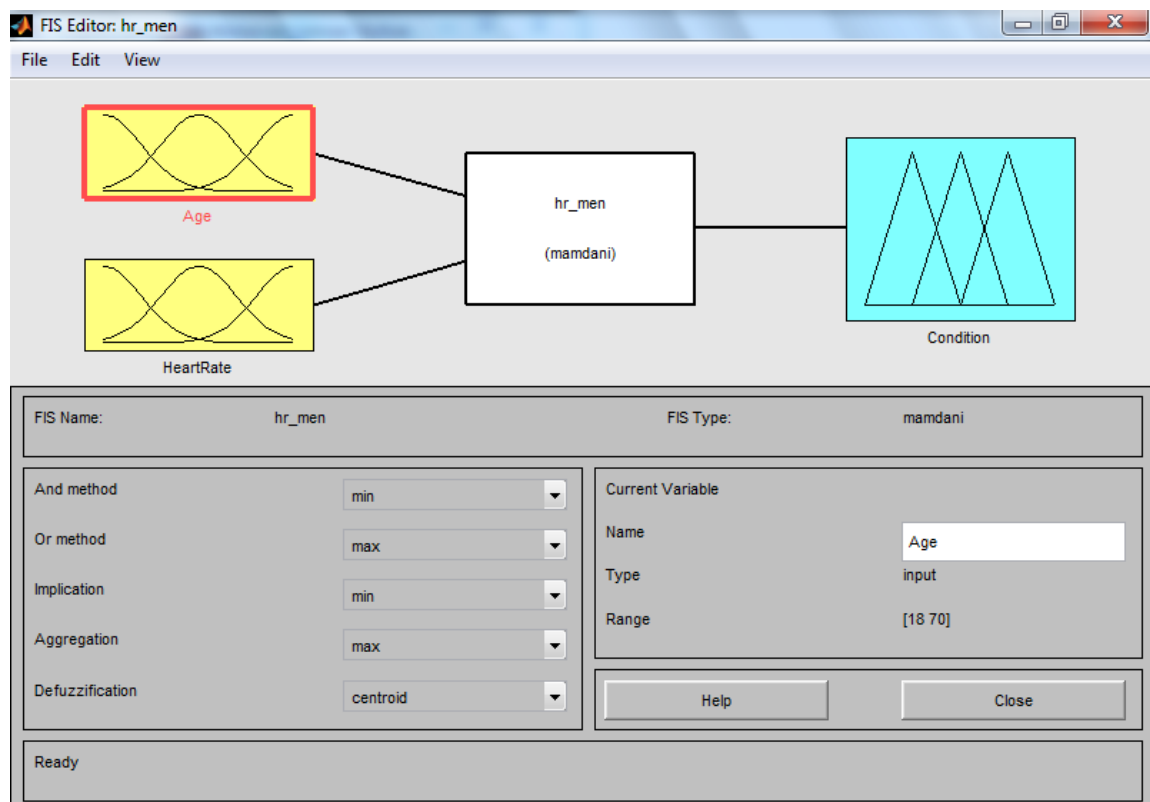 FIS Editor: hr_men
File Edit View
Age
HeartRate
hr_men
(mamdani)
Condition
FIS Name: hr_men FIS Type: mamdani
And method min
Or method max
Implication min
Aggregation max
Defuzzification centroid
Current Variable
Name Age
Type input
Range [18 70]
Help Close
Ready